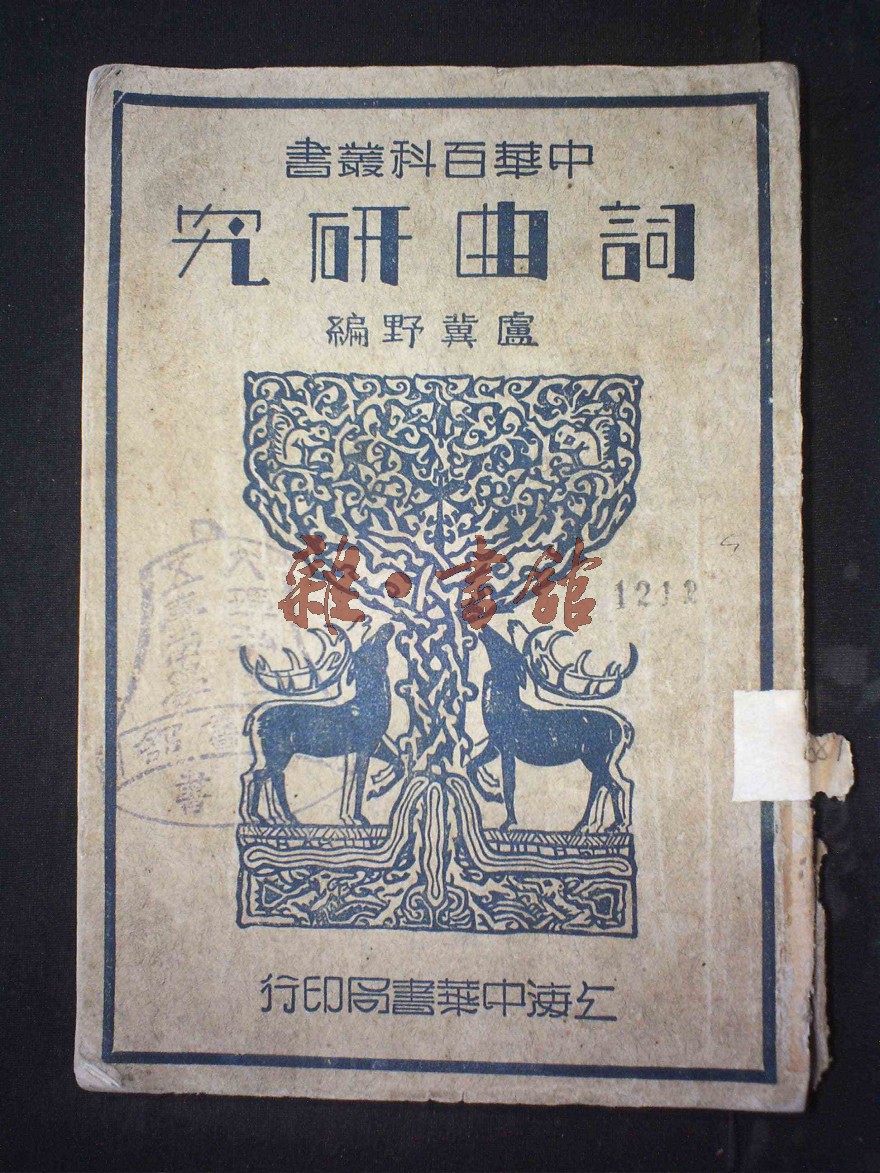 中華百科叢書
詞曲研究
盧冀野編
雜·書館
1212
上海中華書局印行